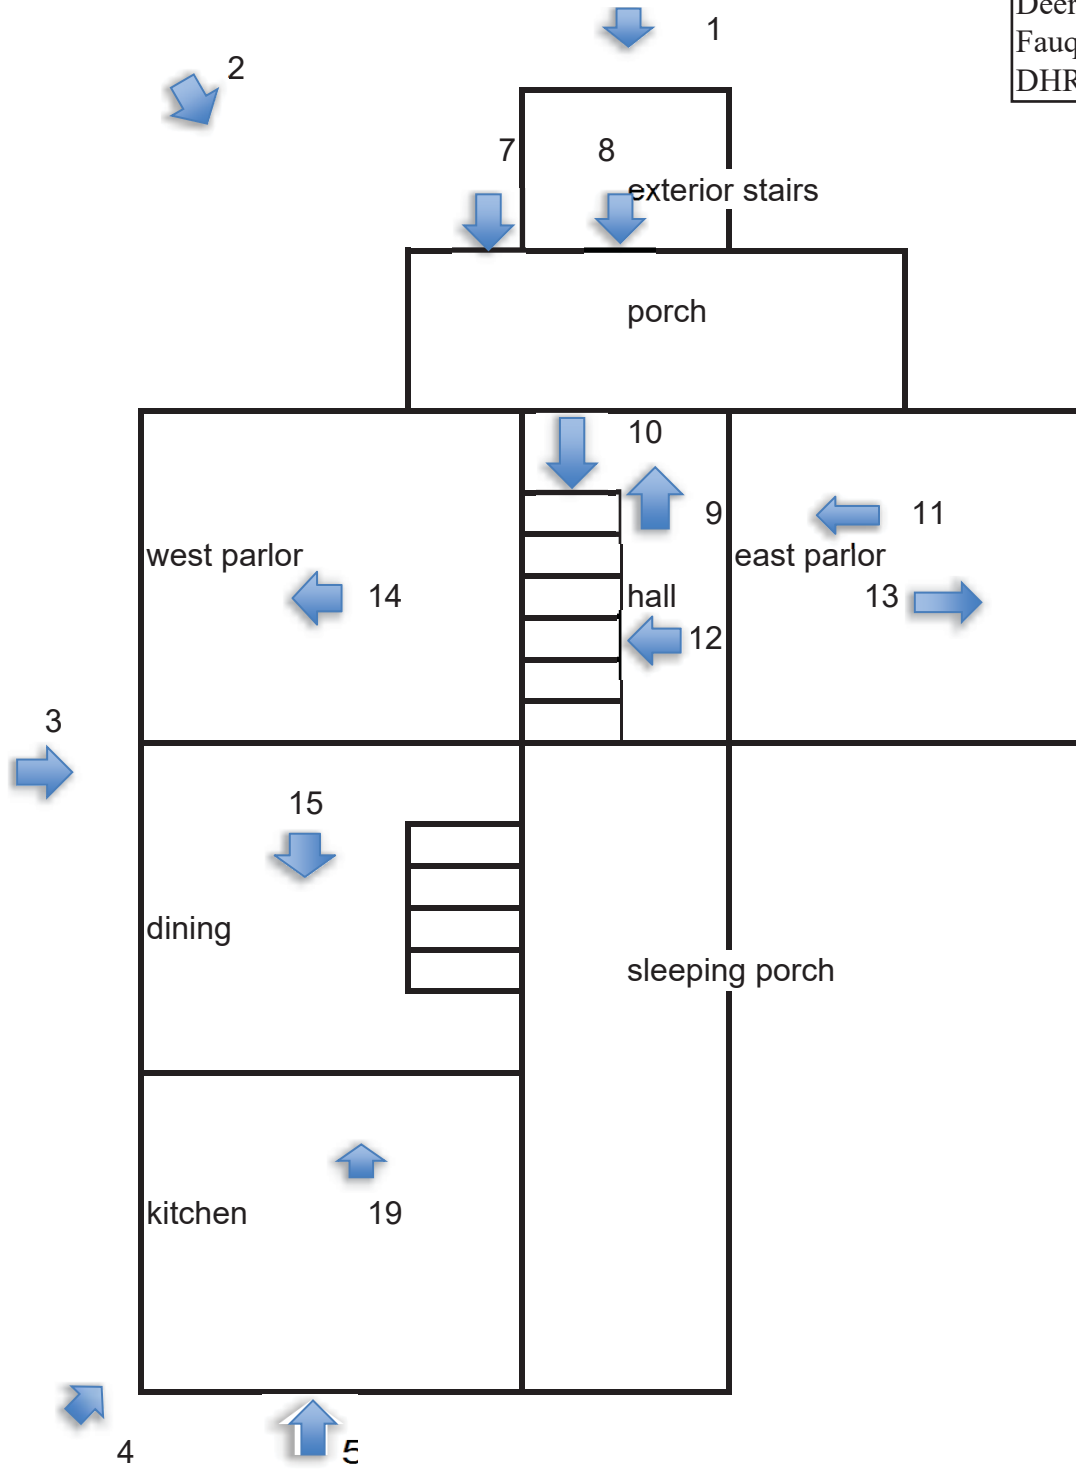 1
2
7
8
exterior stairs
porch
10
9
11
west parlor
east parlor
14
hall
13
12
3
15
dining
sleeping porch
kitchen
19
4
5